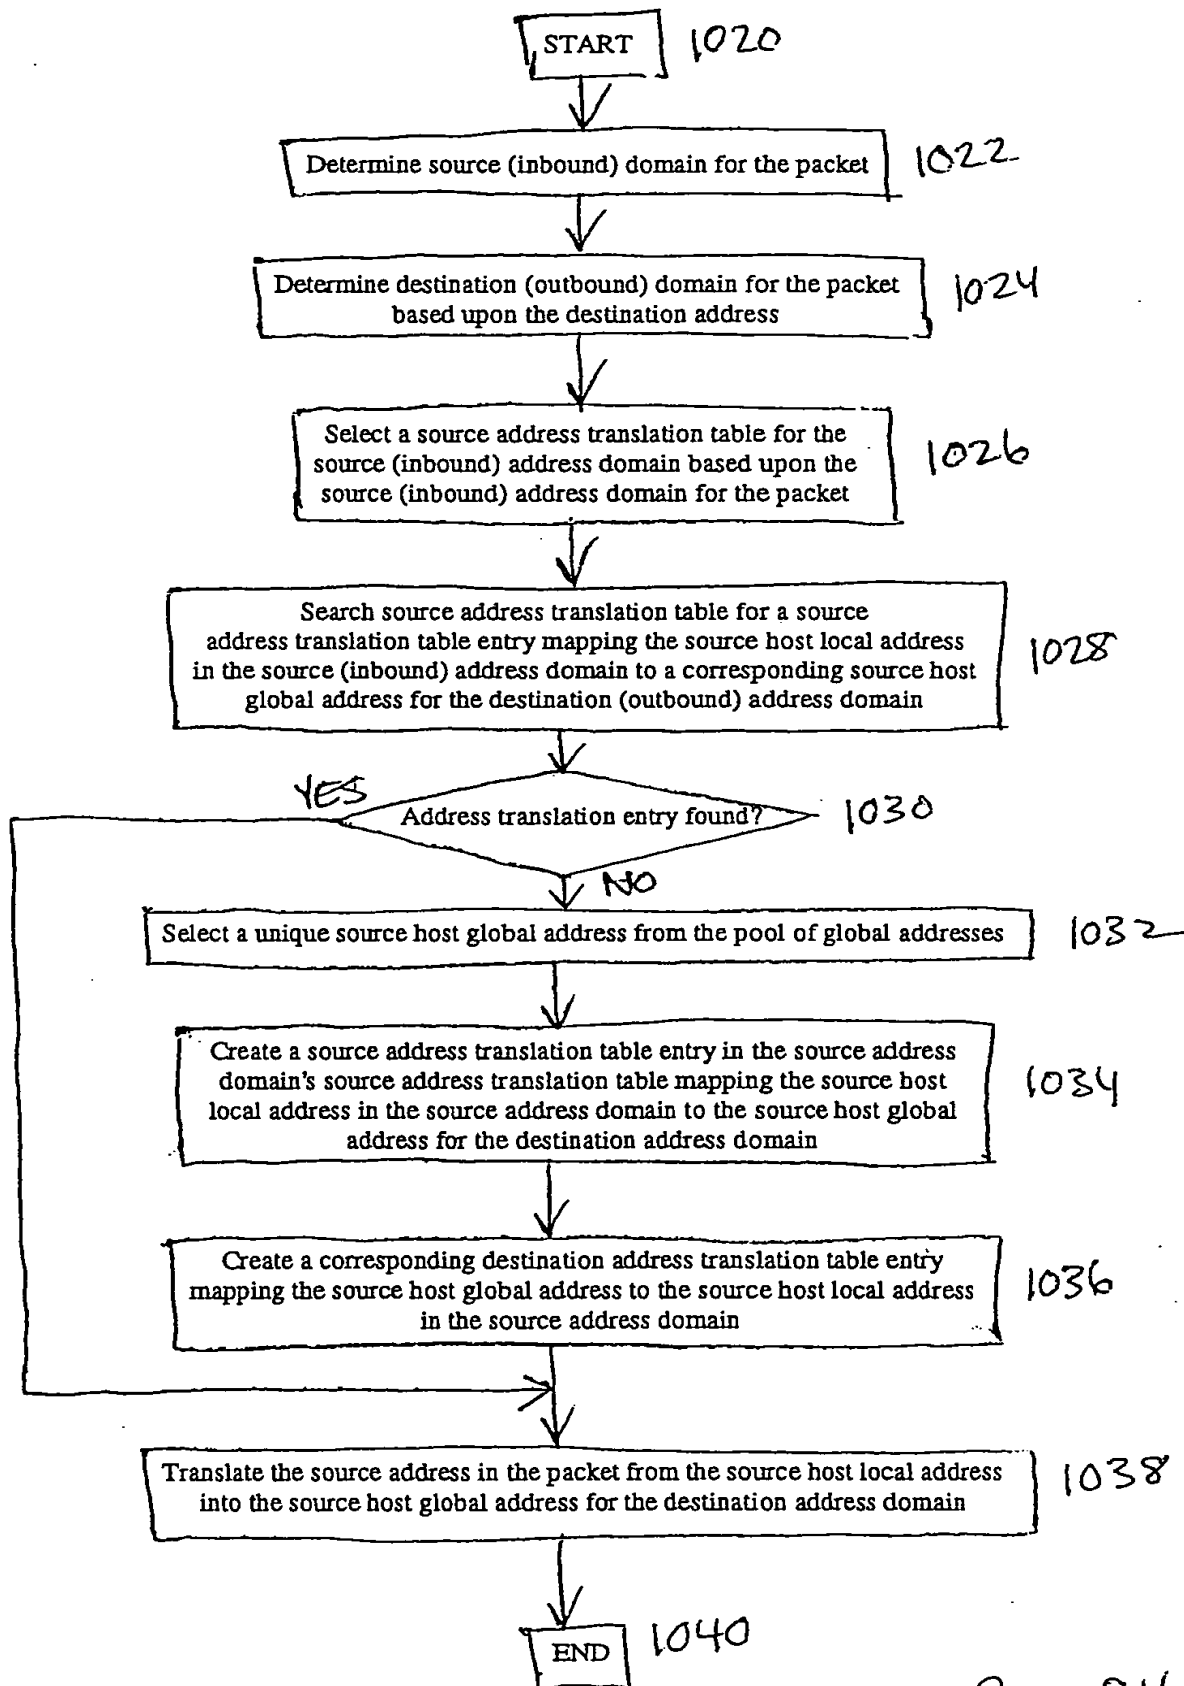 START 1020
Determine source (inbound) domain for the packet 1022
Determine destination (outbound) domain for the packet 1024
based upon the destination address
Select a source address translation table for the
source (inbound) address domain based upon the 1026
source (inbound) address domain for the packet
Search source address translation table for a source
address translation table entry mapping the source host local address
in the source (inbound) address domain to a corresponding source host 1028
global address for the destination (outbound) address domain
YES
Address translation entry found? 1030
NO
Select a unique source host global address from the pool of global addresses 1032
Create a source address translation table entry in the source address
domain's source address translation table mapping the source host 1034
local address in the source address domain to the source host global
address for the destination address domain
Create a corresponding destination address translation table entry
mapping the source host global address to the source host local address 1036
in the source address domain
Translate the source address in the packet from the source host local address 1038
into the source host global address for the destination address domain
END 1040